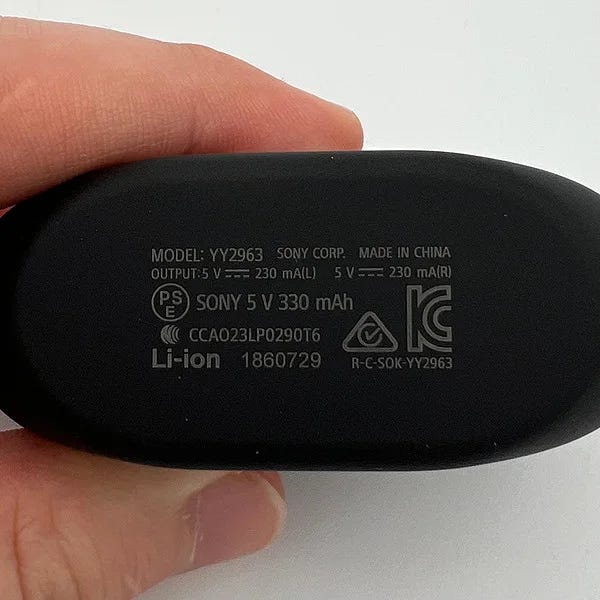 MODEL: YY2963 SONY CORP. MADE IN CHINA
OUTPUT: 5 V ⎓ 230 mA(L) 5 V ⎓ 230 mA(R)
PSE SONY 5 V 330 mAh
CCAO23LP0290T6
Li-ion 1860729
KC
R-C-SOK-YY2963